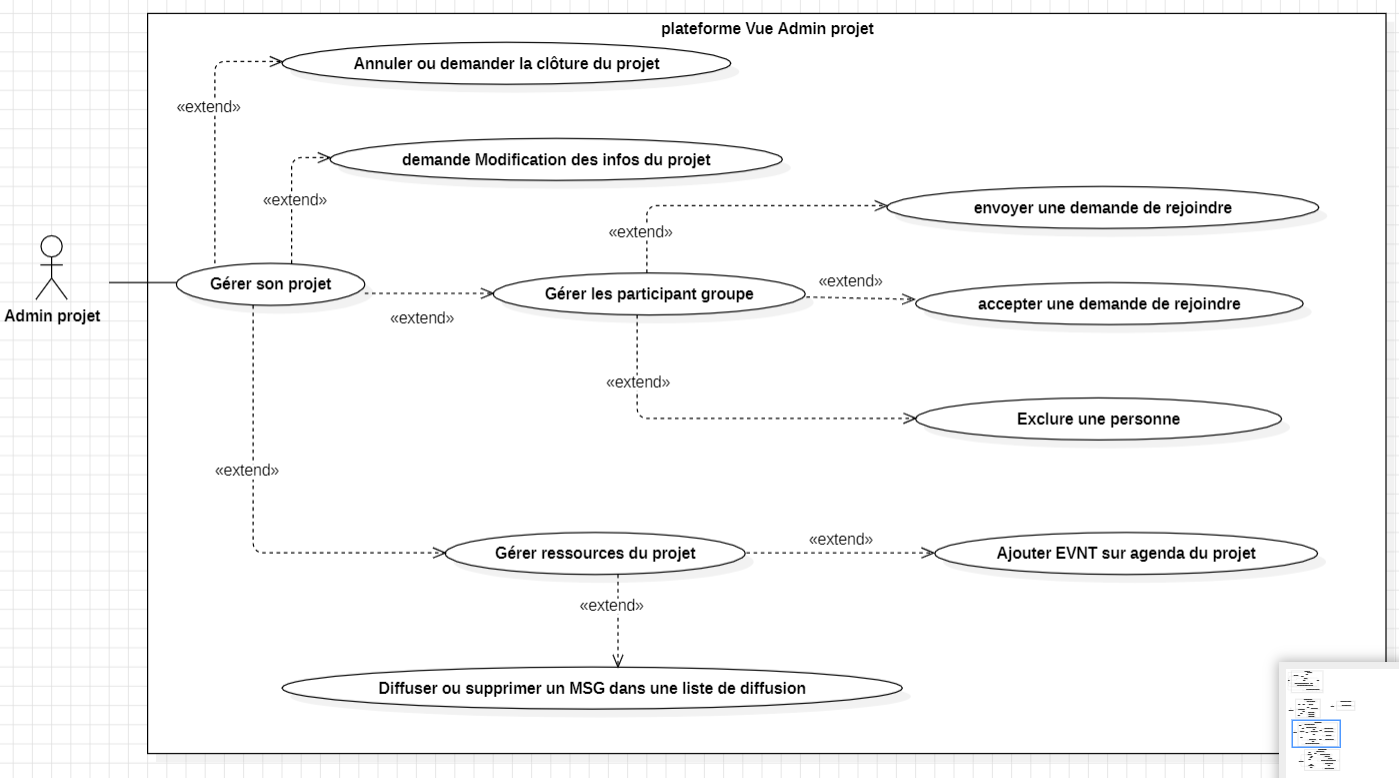 plateforme Vue Admin projet
Annuler ou demander la clôture du projet
«extend»
demande Modification des infos du projet
«extend»
envoyer une demande de rejoindre
«extend»
Gérer son projet
«extend»
Gérer les participant groupe
«extend»
accepter une demande de rejoindre
Admin projet
«extend»
Exclure une personne
«extend»
Gérer ressources du projet
«extend»
Ajouter EVNT sur agenda du projet
«extend»
Diffuser ou supprimer un MSG dans une liste de diffusion